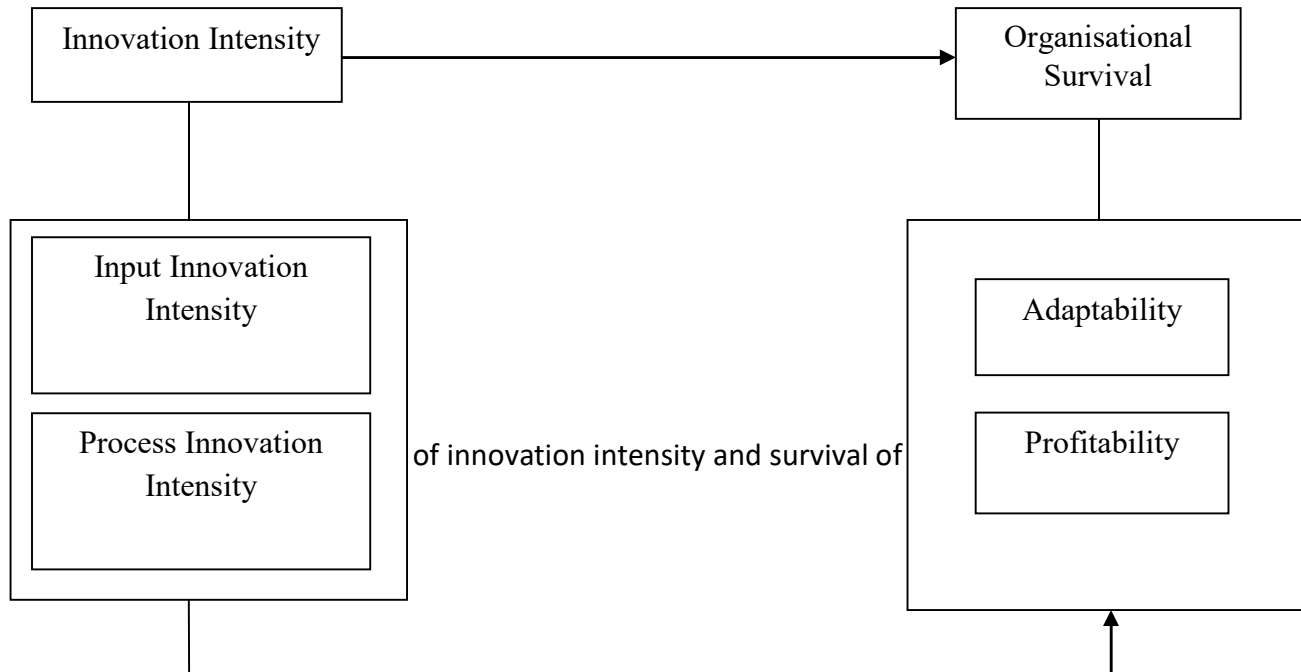 Innovation Intensity
Organisational
Survival
Input Innovation
Intensity
Process Innovation
Intensity
of innovation intensity and survival of
Adaptability
Profitability